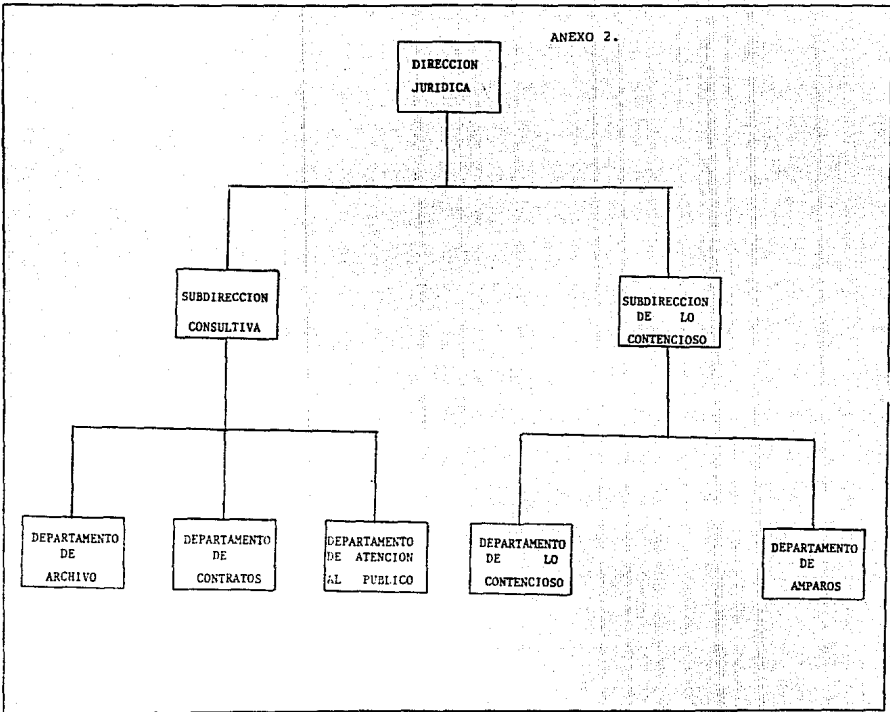 ANEXO 2.
DIRECCION
JURIDICA
SUBDIRECCION
CONSULTIVA
SUBDIRECCION
DE LO
CONTENCIOSO
DEPARTAMENTO
DE
ARCHIVO
DEPARTAMENTO
DE
CONTRATOS
DEPARTAMENTO
DE ATENCION
AL PUBLICO
DEPARTAMENTO
DE LO
CONTENCIOSO
DEPARTAMENTO
DE
AMPAROS